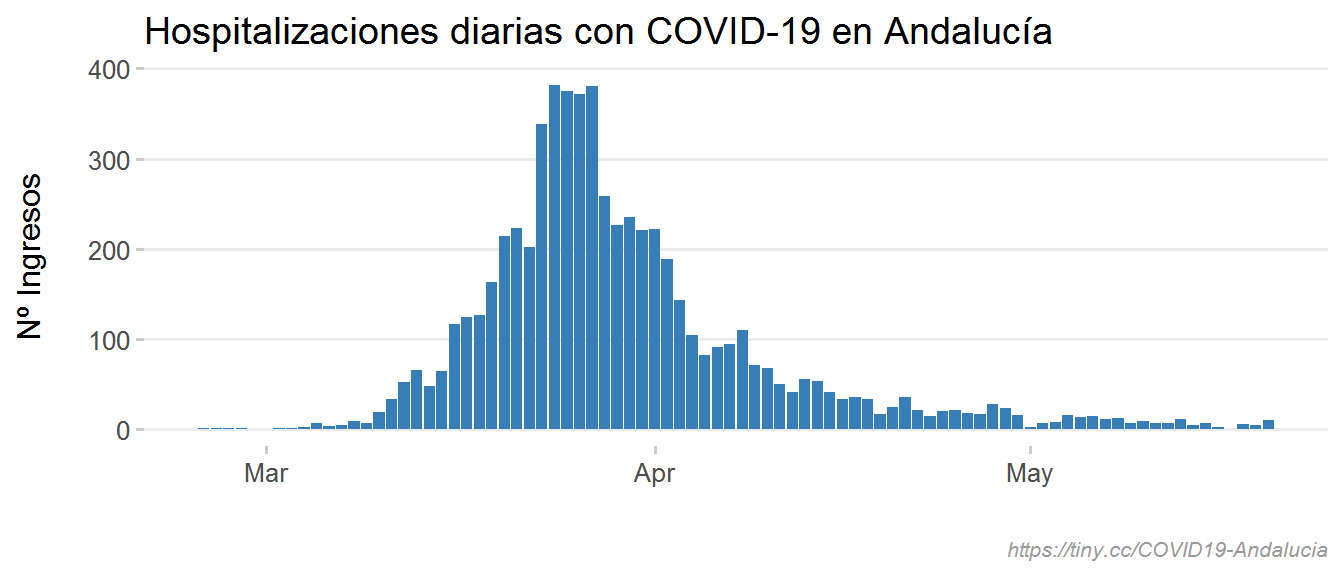 Hospitalizaciones diarias con COVID-19 en Andalucía
400
300
200
100
0
Nº Ingresos
Mar Apr May
https://tiny.cc/COVID19-Andalucia